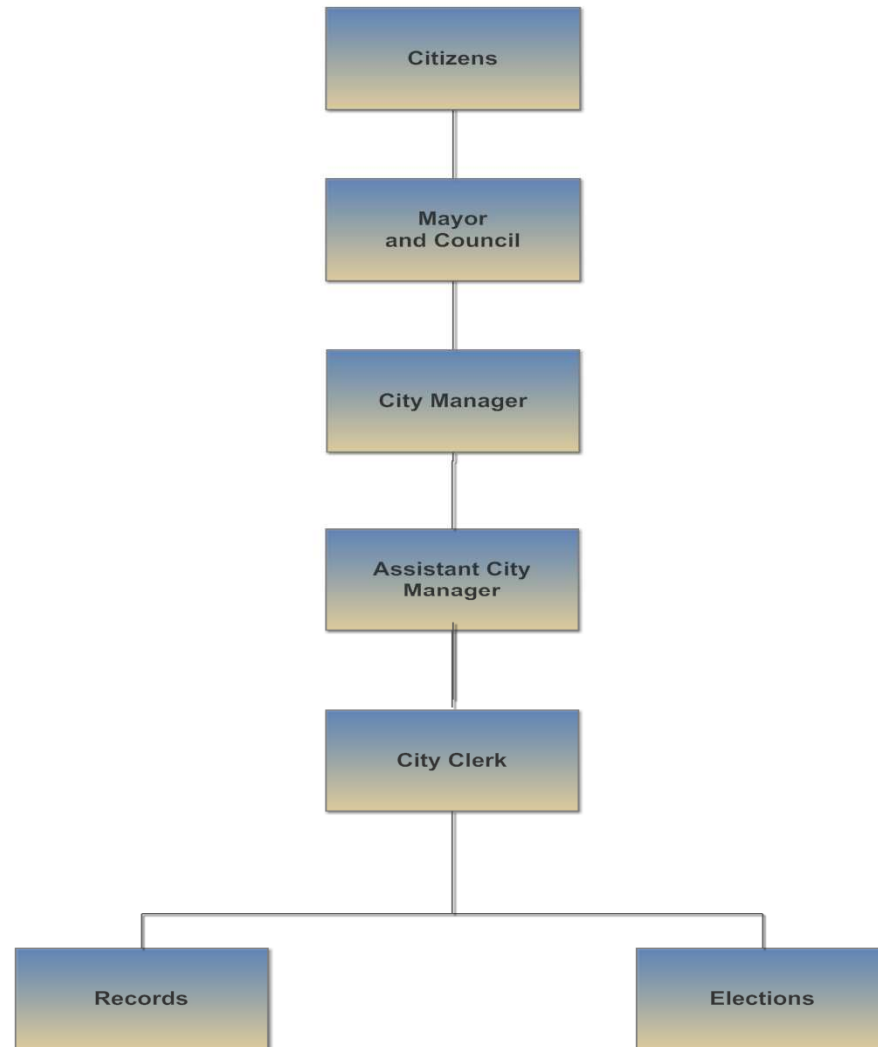 Citizens
Mayor
and Council
City Manager
Assistant City
Manager
City Clerk
Records
Elections